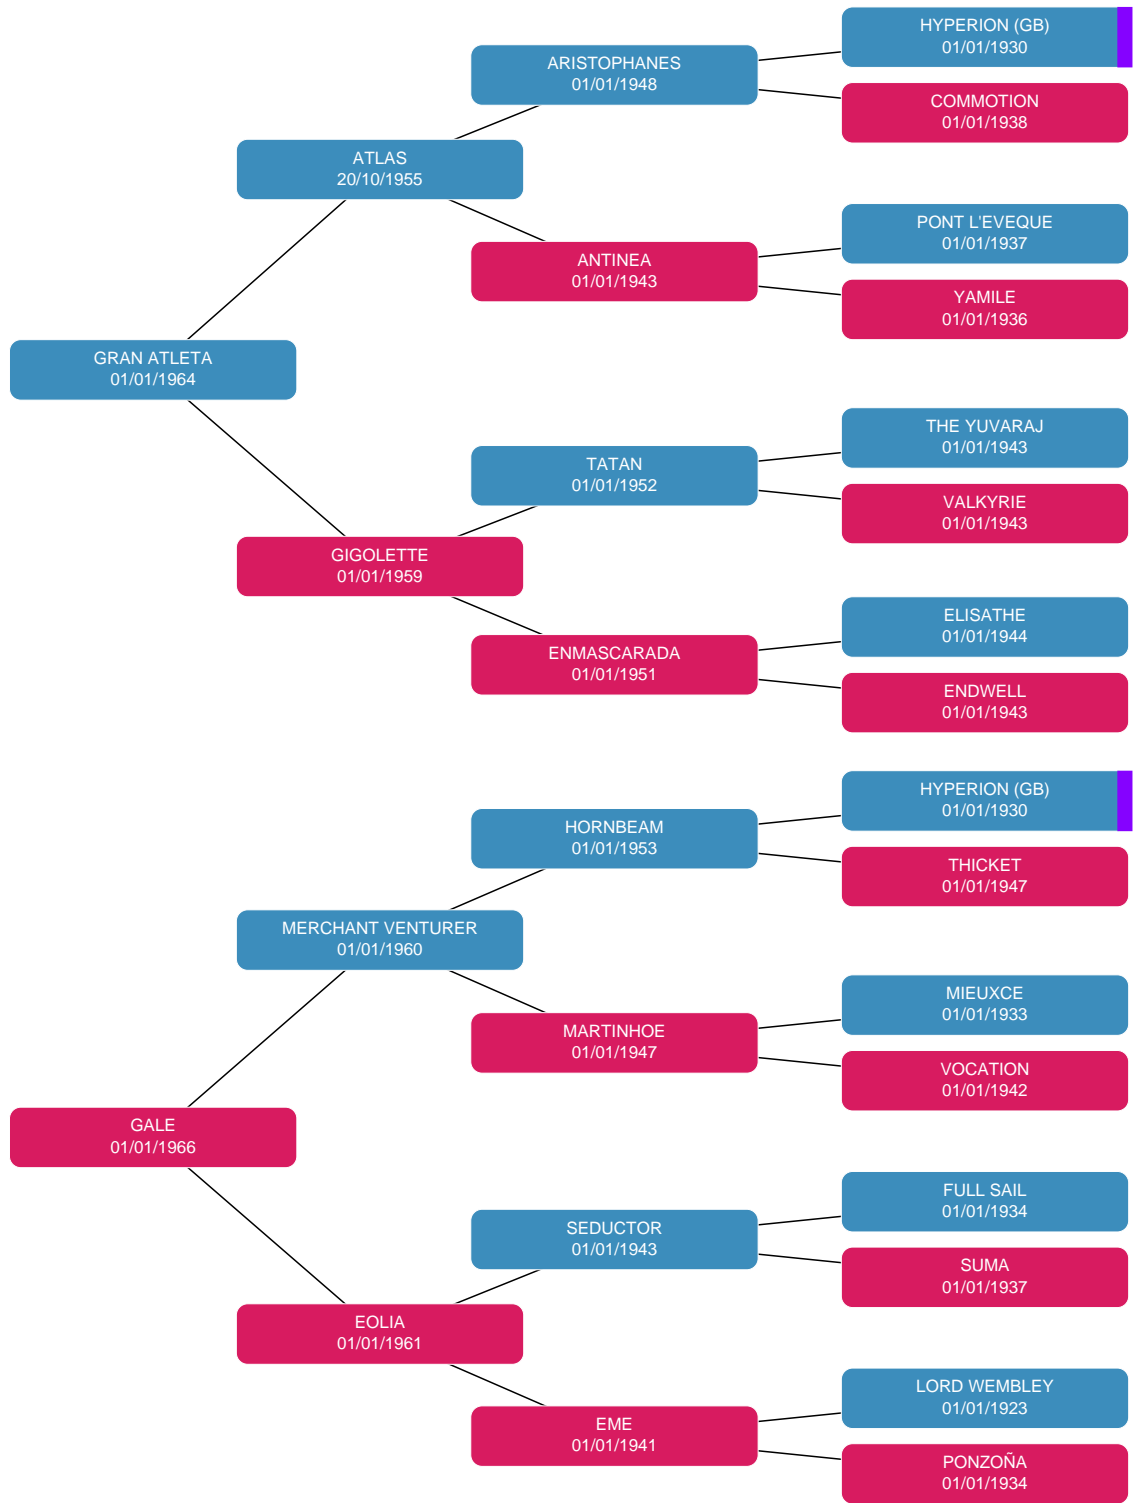 HYPERION (GB)
01/01/1930
ARISTOPHANES
01/01/1948
COMMOTION
01/01/1938
ATLAS
20/10/1955
PONT L'EVEQUE
01/01/1937
ANTINEA
01/01/1943
YAMILE
01/01/1936
GRAN ATLETA
01/01/1964
THE YUVARAJ
01/01/1943
TATAN
01/01/1952
VALKYRIE
01/01/1943
GIGOLETTE
01/01/1959
ELISATHE
01/01/1944
ENMASCARADA
01/01/1951
ENDWELL
01/01/1943
HYPERION (GB)
01/01/1930
HORNBEAM
01/01/1953
THICKET
01/01/1947
MERCHANT VENTURER
01/01/1960
MIEUXCE
01/01/1933
MARTINHOE
01/01/1947
VOCATION
01/01/1942
GALE
01/01/1966
FULL SAIL
01/01/1934
SEDUCTOR
01/01/1943
SUMA
01/01/1937
EOLIA
01/01/1961
LORD WEMBLEY
01/01/1923
EME
01/01/1941
PONZOÑA
01/01/1934